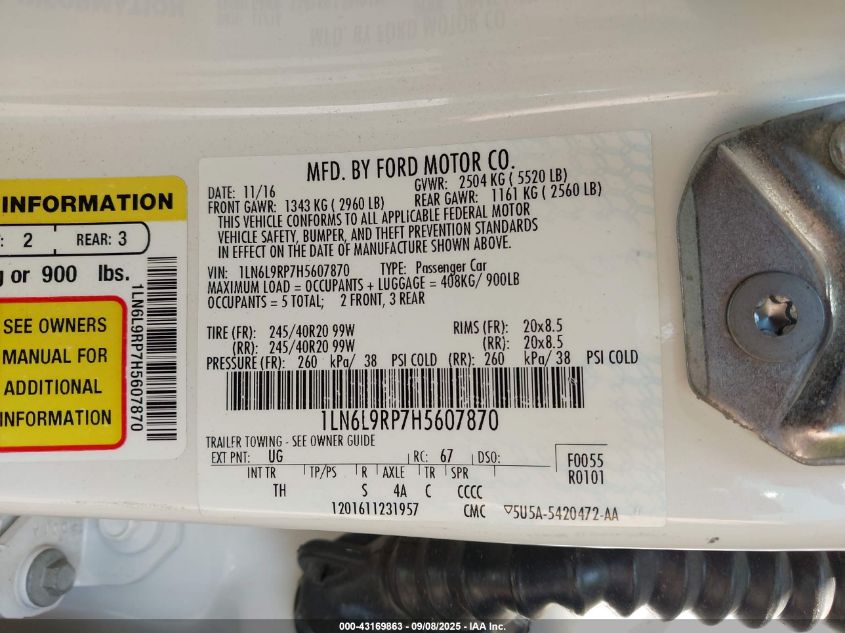 MFD. BY FORD MOTOR CO.
DATE: 11/16 GVWR: 2504 KG ( 5520 LB)
FRONT GAWR: 1343 KG ( 2960 LB) REAR GAWR: 1161 KG ( 2560 LB)
THIS VEHICLE CONFORMS TO ALL APPLICABLE FEDERAL MOTOR
VEHICLE SAFETY, BUMPER, AND THEFT PREVENTION STANDARDS
IN EFFECT ON THE DATE OF MANUFACTURE SHOWN ABOVE.
VIN: 1LN6L9RP7H5607870 TYPE: Passenger Car
MAXIMUM LOAD = OCCUPANTS + LUGGAGE = 408KG/ 900LB
OCCUPANTS = 5 TOTAL; 2 FRONT, 3 REAR
TIRE (FR): 245/40R20 99W RIMS (FR): 20x8.5
(RR): 245/40R20 99W (RR): 20x8.5
PRESSURE (FR): 260 kPa/ 38 PSI COLD (RR): 260 kPa/38 PSI COLD
1LN6L9RP7H5607870
TRAILER TOWING - SEE OWNER GUIDE
EXT PNT: UG RC: 67 DSO:
F0055
R0101
INT TR TP/PS R AXLE TR SPR
TH S 4A C CCCC
1201611231957 CMC ▽5U5A-5420472-AA
INFORMATION
2 REAR: 3
or 900 lbs.
SEE OWNERS
MANUAL FOR
ADDITIONAL
INFORMATION
1LN6L9RP7H5607870
000-43169863 - 09/08/2025 - IAAI.COM